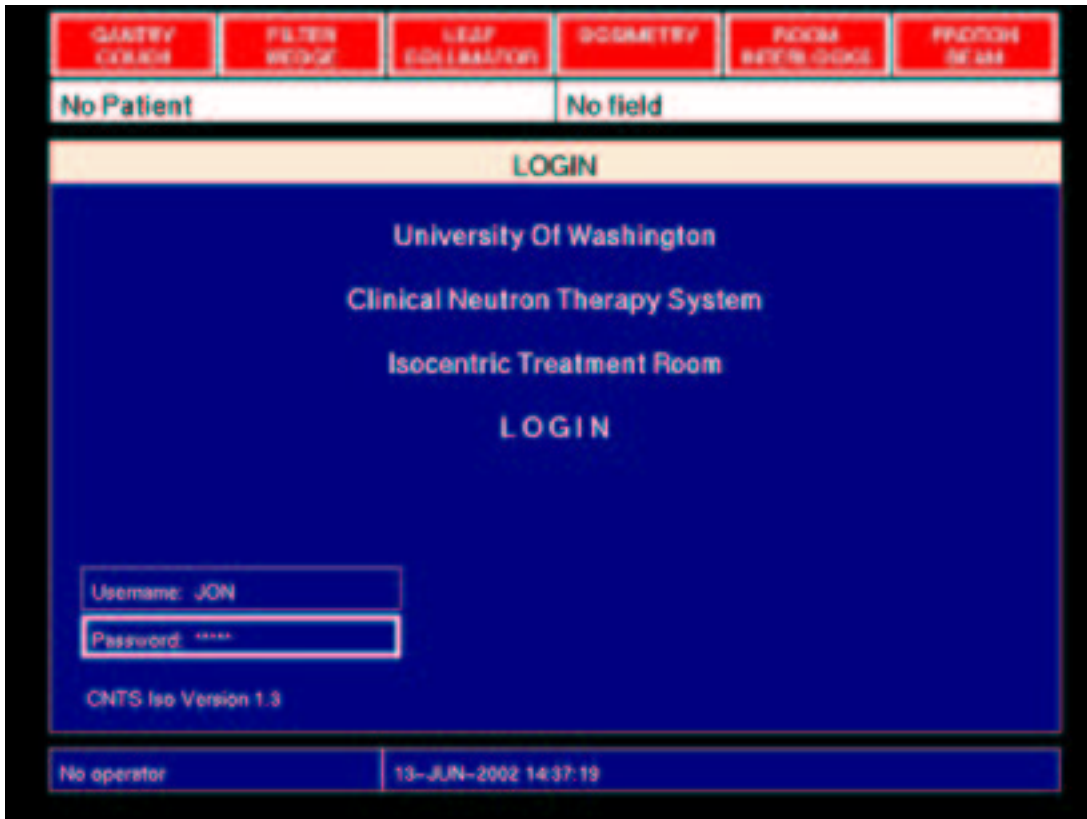 GANTRY COUCH
FILTER WEDGE
LEAF COLLIMATOR
DOSIMETRY
ROOM INTERLOCKS
PROTON BEAM
No Patient
No field
LOGIN
University Of Washington
Clinical Neutron Therapy System
Isocentric Treatment Room
LOGIN
Username: JON
Password: *****
CNTS Iso Version 1.3
No operator
13-JUN-2002 14:37:19